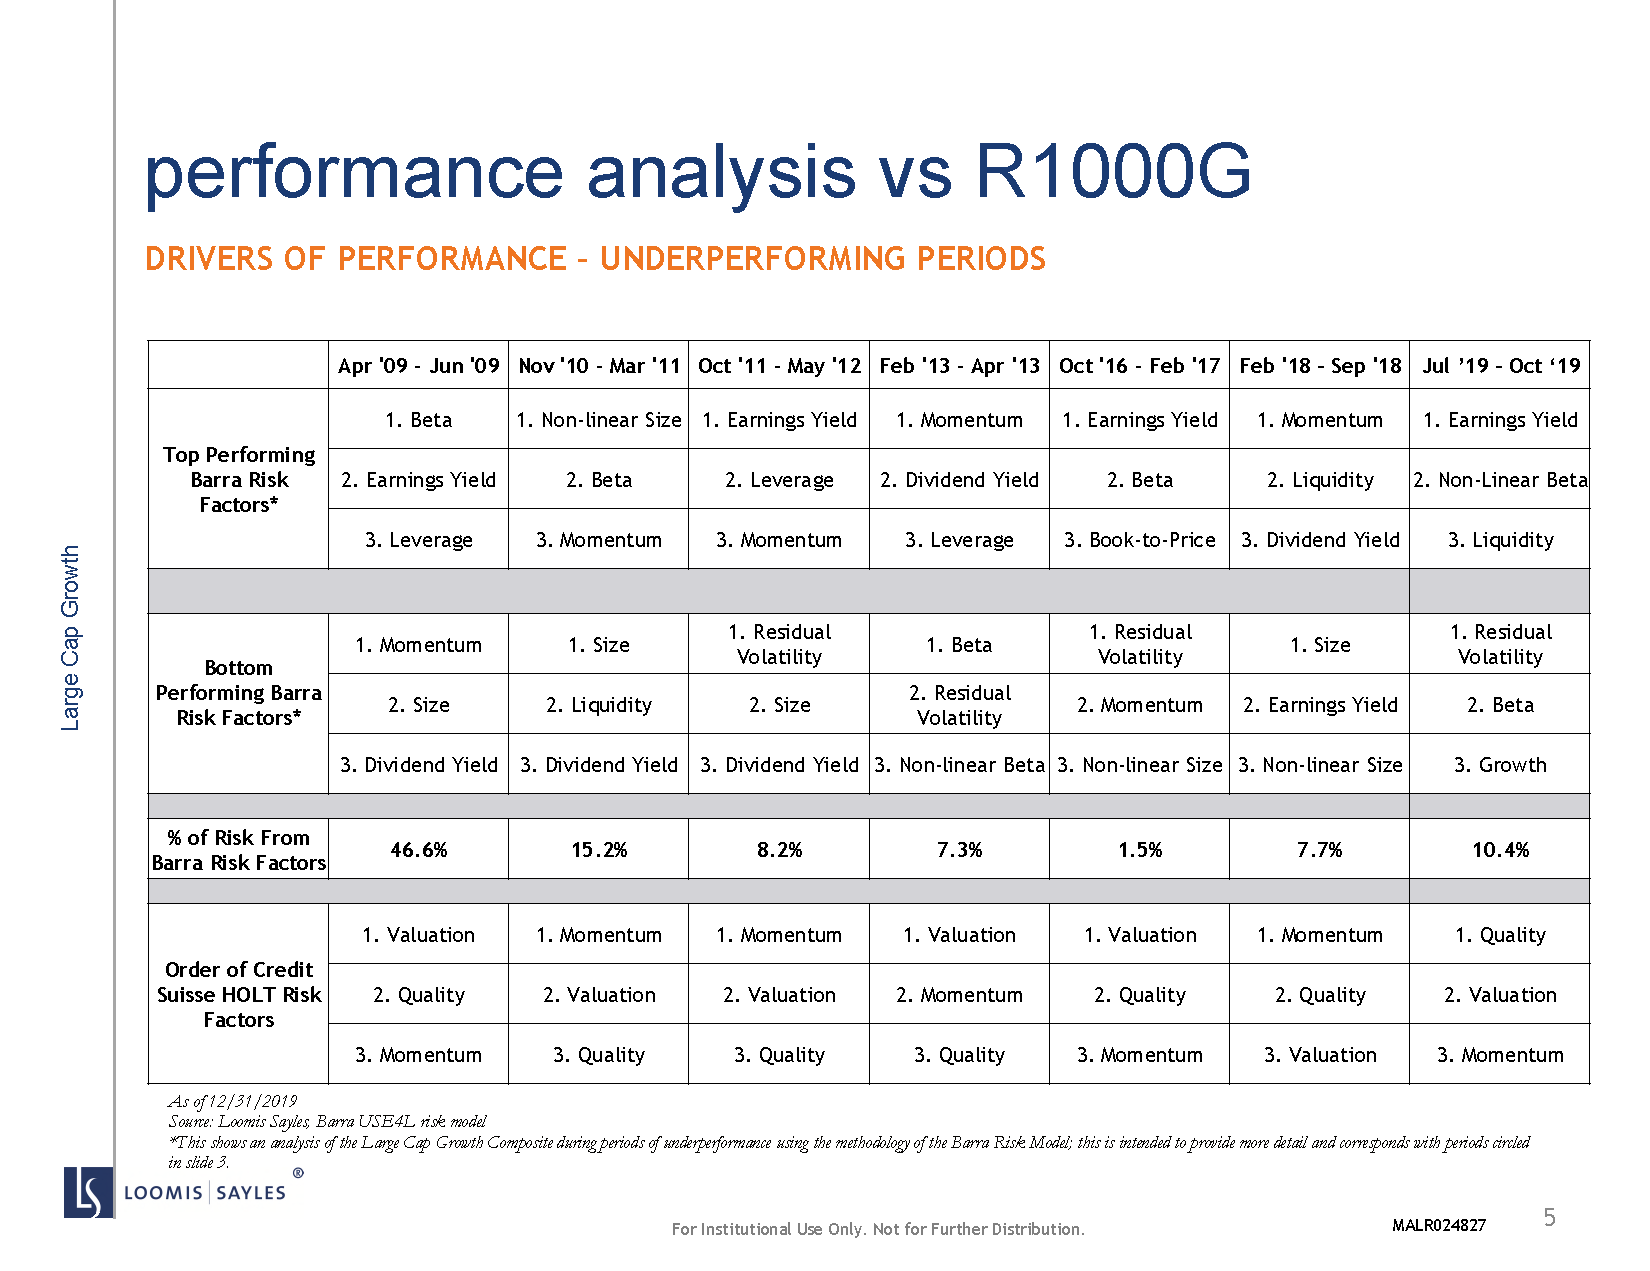 performance analysis vs R1000G
DRIVERS OF PERFORMANCE – UNDERPERFORMING PERIODS
Large Cap Growth
Apr '09 - Jun '09 Nov '10 - Mar '11 Oct '11 - May '12 Feb '13 - Apr '13 Oct '16 - Feb '17 Feb '18 – Sep '18 Jul ’19 – Oct ‘19
Top Performing
Barra Risk
Factors*
1. Beta 1. Non-linear Size 1. Earnings Yield 1. Momentum 1. Earnings Yield 1. Momentum 1. Earnings Yield
2. Earnings Yield 2. Beta 2. Leverage 2. Dividend Yield 2. Beta 2. Liquidity 2. Non-Linear Beta
3. Leverage 3. Momentum 3. Momentum 3. Leverage 3. Book-to-Price 3. Dividend Yield 3. Liquidity
Bottom
Performing Barra
Risk Factors*
1. Momentum 1. Size 1. Residual Volatility 1. Beta 1. Residual Volatility 1. Size 1. Residual Volatility
2. Size 2. Liquidity 2. Size 2. Residual Volatility 2. Momentum 2. Earnings Yield 2. Beta
3. Dividend Yield 3. Dividend Yield 3. Dividend Yield 3. Non-linear Beta 3. Non-linear Size 3. Non-linear Size 3. Growth
% of Risk From
Barra Risk Factors
46.6% 15.2% 8.2% 7.3% 1.5% 7.7% 10.4%
Order of Credit
Suisse HOLT Risk
Factors
1. Valuation 1. Momentum 1. Momentum 1. Valuation 1. Valuation 1. Momentum 1. Quality
2. Quality 2. Valuation 2. Valuation 2. Momentum 2. Quality 2. Quality 2. Valuation
3. Momentum 3. Quality 3. Quality 3. Quality 3. Momentum 3. Valuation 3. Momentum
As of 12/31/2019
Source: Loomis Sayles, Barra USE4L risk model
*This shows an analysis of the Large Cap Growth Composite during periods of underperformance using the methodology of the Barra Risk Model; this is intended to provide more detail and corresponds with periods circled
in slide 3.
LS LOOMIS | SAYLES ®
For Institutional Use Only. Not for Further Distribution.
MALR024827
5